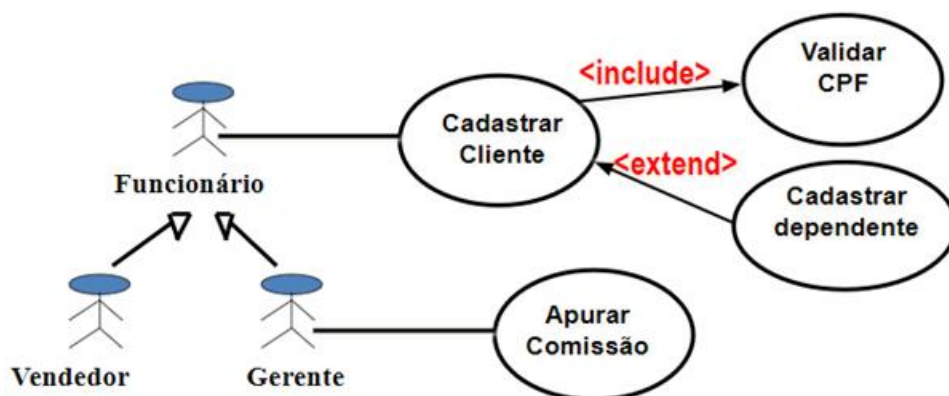 Validar
CPF
<include>
Cadastrar
Cliente
<extend>
Funcionário
Cadastrar
dependente
Apurar
Comissão
Vendedor
Gerente